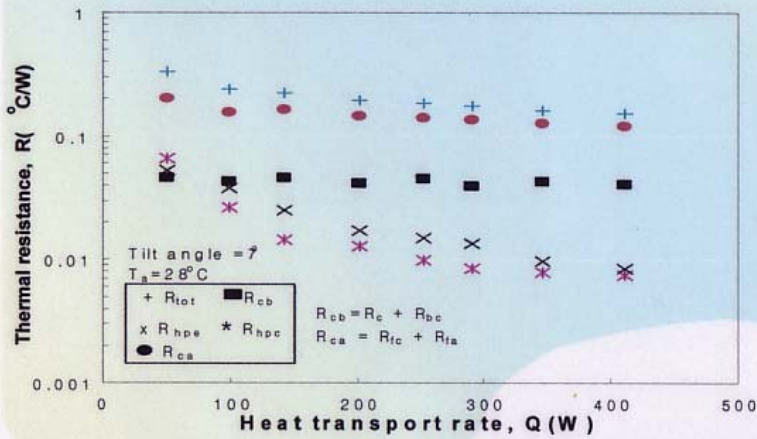 Thermal resistance, R( °C/W)
1
0.1
0.01
0.001
Tilt angle =7°
Ta=28°C
+ Rtot ■ Rcb
x Rhpe * Rhpc
● Rca
Rcb=Rc + Rbc
Rca = Rfc + Rfa
0 100 200 300 400 500
Heat transport rate, Q(W)